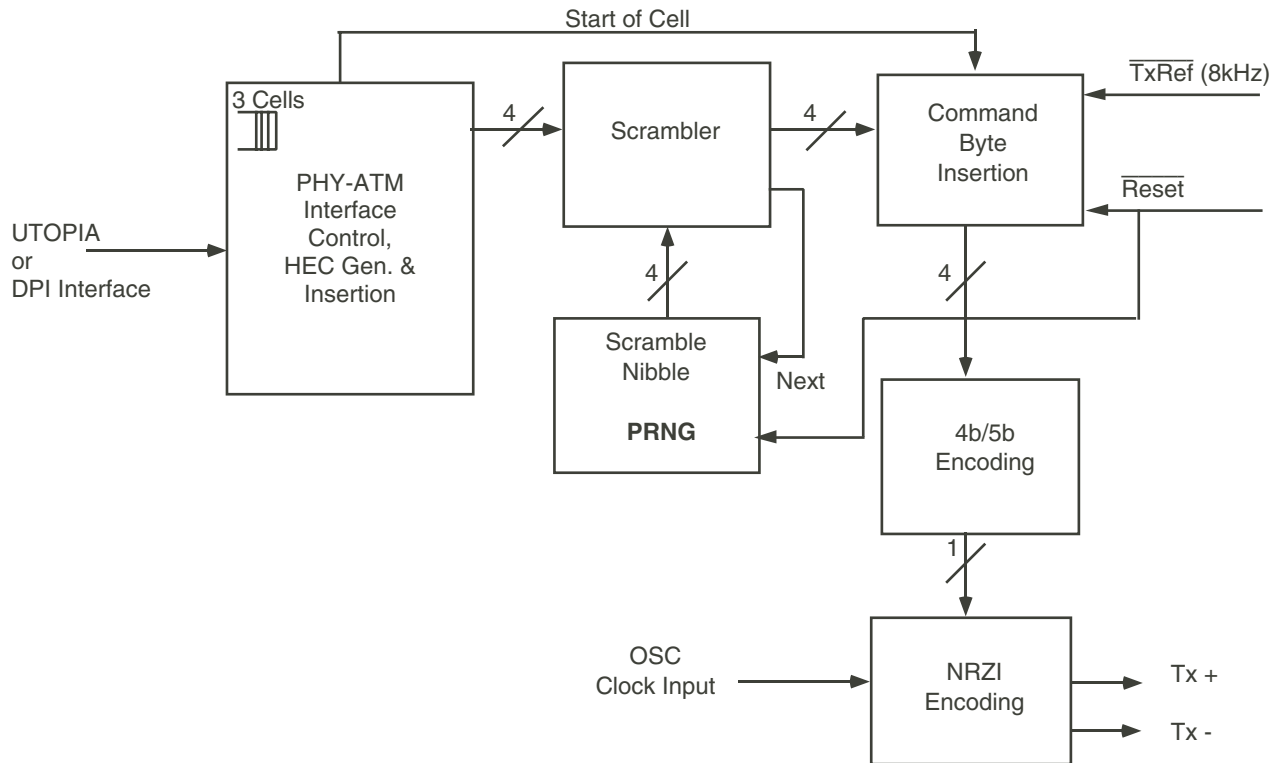 Start of Cell
TxRef (8kHz)
3 Cells
4
Scrambler
4
Command
Byte
Insertion
PHY-ATM
Interface
Control,
HEC Gen. &
Insertion
Reset
UTOPIA
or
DPI Interface
4
4
Scramble
Nibble
PRNG
Next
4b/5b
Encoding
1
OSC
Clock Input
NRZI
Encoding
Tx +
Tx -